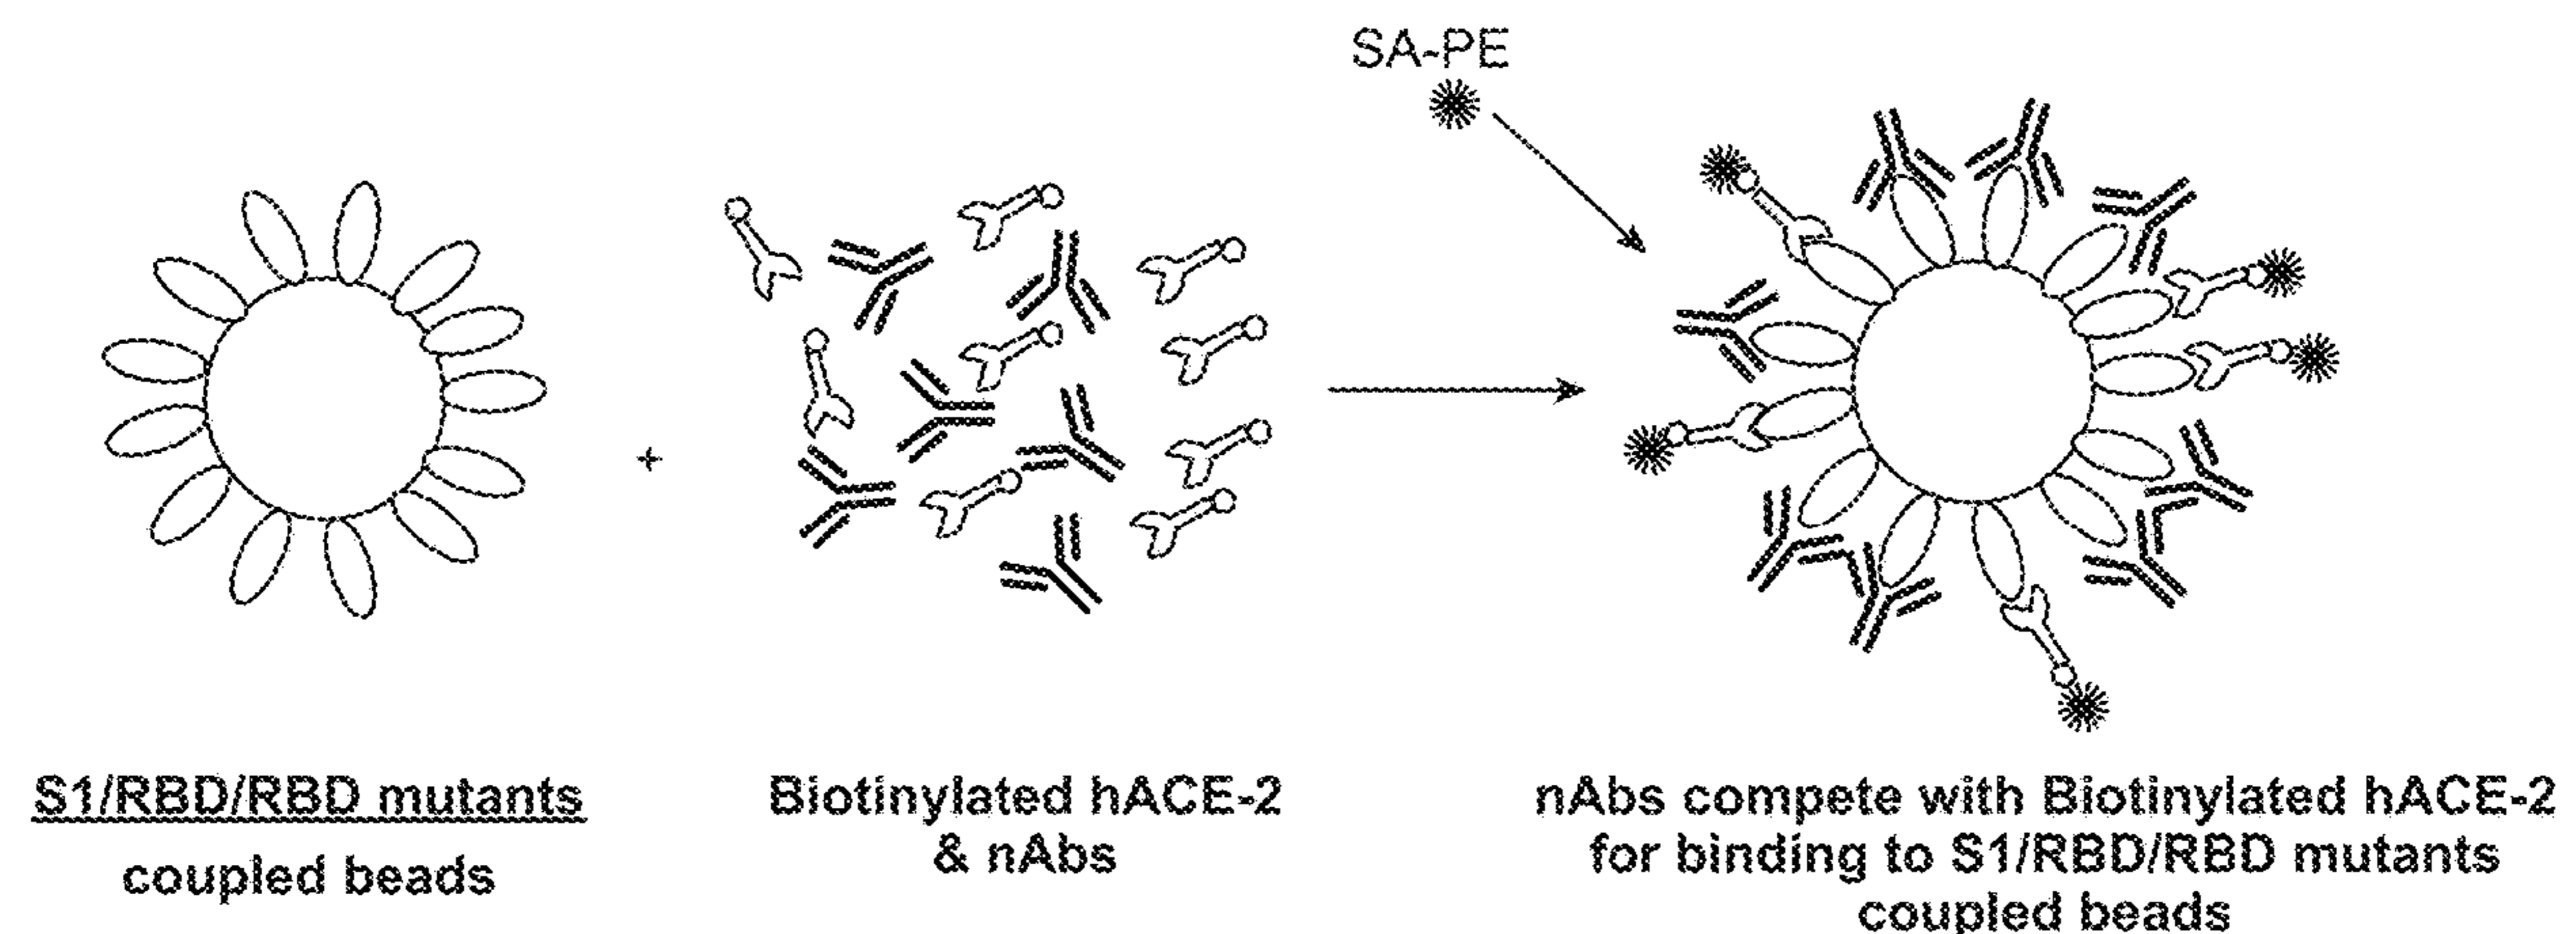 SA-PE
+
S1/RBD/RBD mutants
coupled beads
Biotinylated hACE-2
& nAbs
nAbs compete with Biotinylated hACE-2
for binding to S1/RBD/RBD mutants
coupled beads